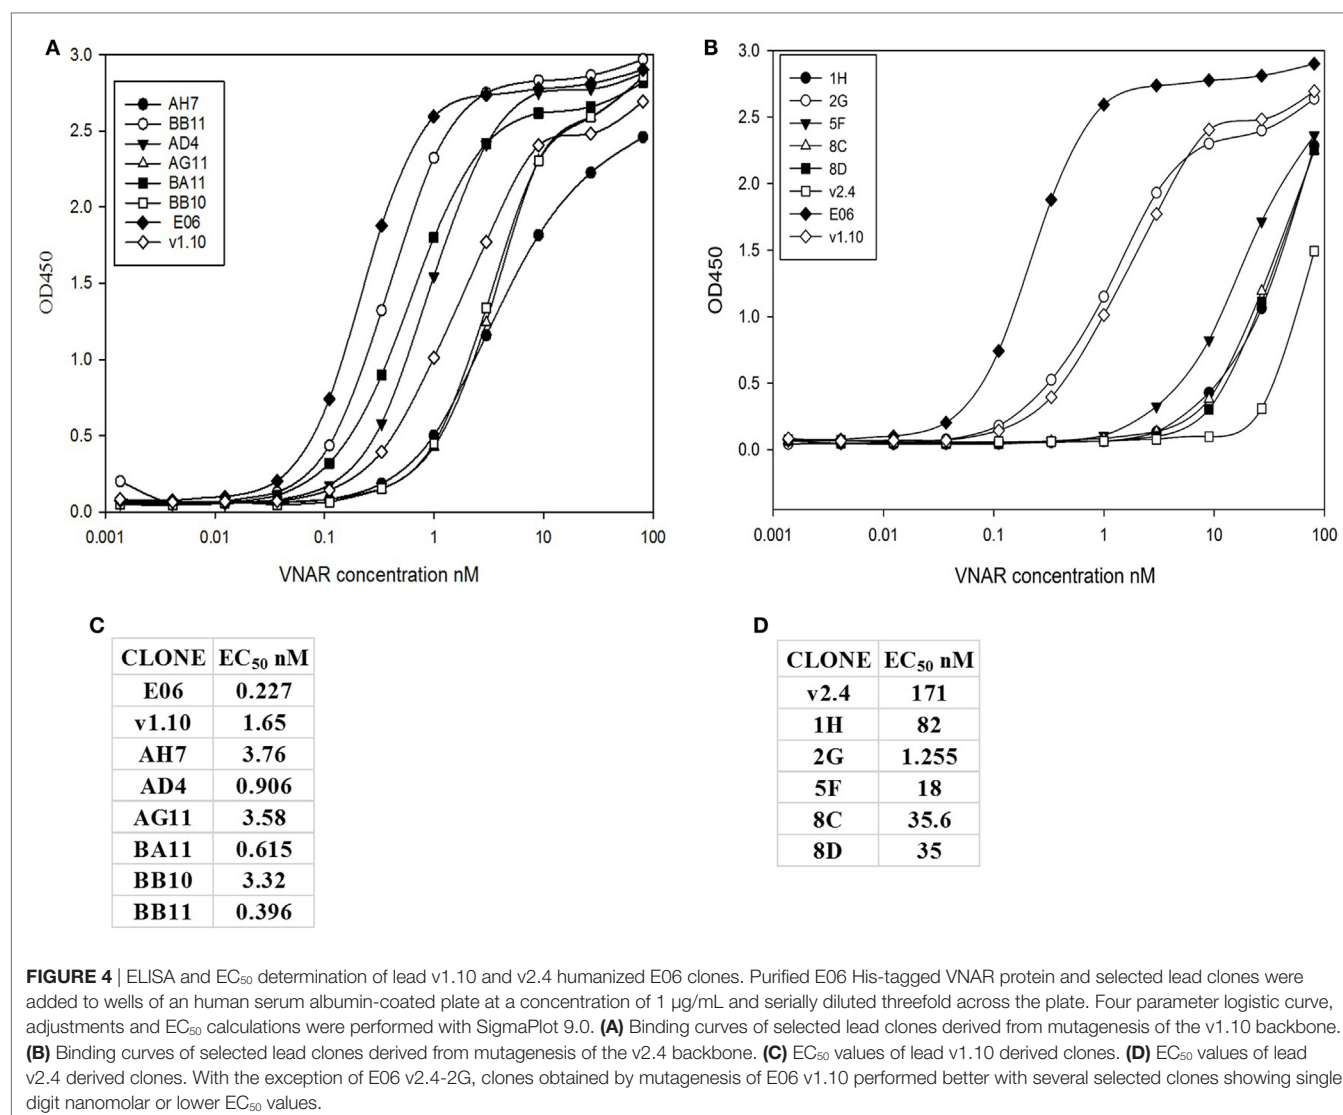 A
3.0
2.5
2.0
1.5
1.0
0.5
0.0
OD450
AH7
BB11
AD4
AG11
BA11
BB10
E06
v1.10
0.001
0.01
0.1
1
10
100
VNAR concentration nM
B
3.0
2.5
2.0
1.5
1.0
0.5
0.0
OD450
1H
2G
5F
8C
8D
v2.4
E06
v1.10
0.001
0.01
0.1
1
10
100
VNAR concentration nM
C
CLONE EC50 nM
E06 0.227
v1.10 1.65
AH7 3.76
AD4 0.906
AG11 3.58
BA11 0.615
BB10 3.32
BB11 0.396
D
CLONE EC50 nM
v2.4 171
1H 82
2G 1.255
5F 18
8C 35.6
8D 35
FIGURE 4 | ELISA and EC50 determination of lead v1.10 and v2.4 humanized E06 clones. Purified E06 His-tagged VNAR protein and selected lead clones were
added to wells of an human serum albumin-coated plate at a concentration of 1 µg/mL and serially diluted threefold across the plate. Four parameter logistic curve,
adjustments and EC50 calculations were performed with SigmaPlot 9.0. (A) Binding curves of selected lead clones derived from mutagenesis of the v1.10 backbone.
(B) Binding curves of selected lead clones derived from mutagenesis of the v2.4 backbone. (C) EC50 values of lead v1.10 derived clones. (D) EC50 values of lead
v2.4 derived clones. With the exception of E06 v2.4-2G, clones obtained by mutagenesis of E06 v1.10 performed better with several selected clones showing single
digit nanomolar or lower EC50 values.